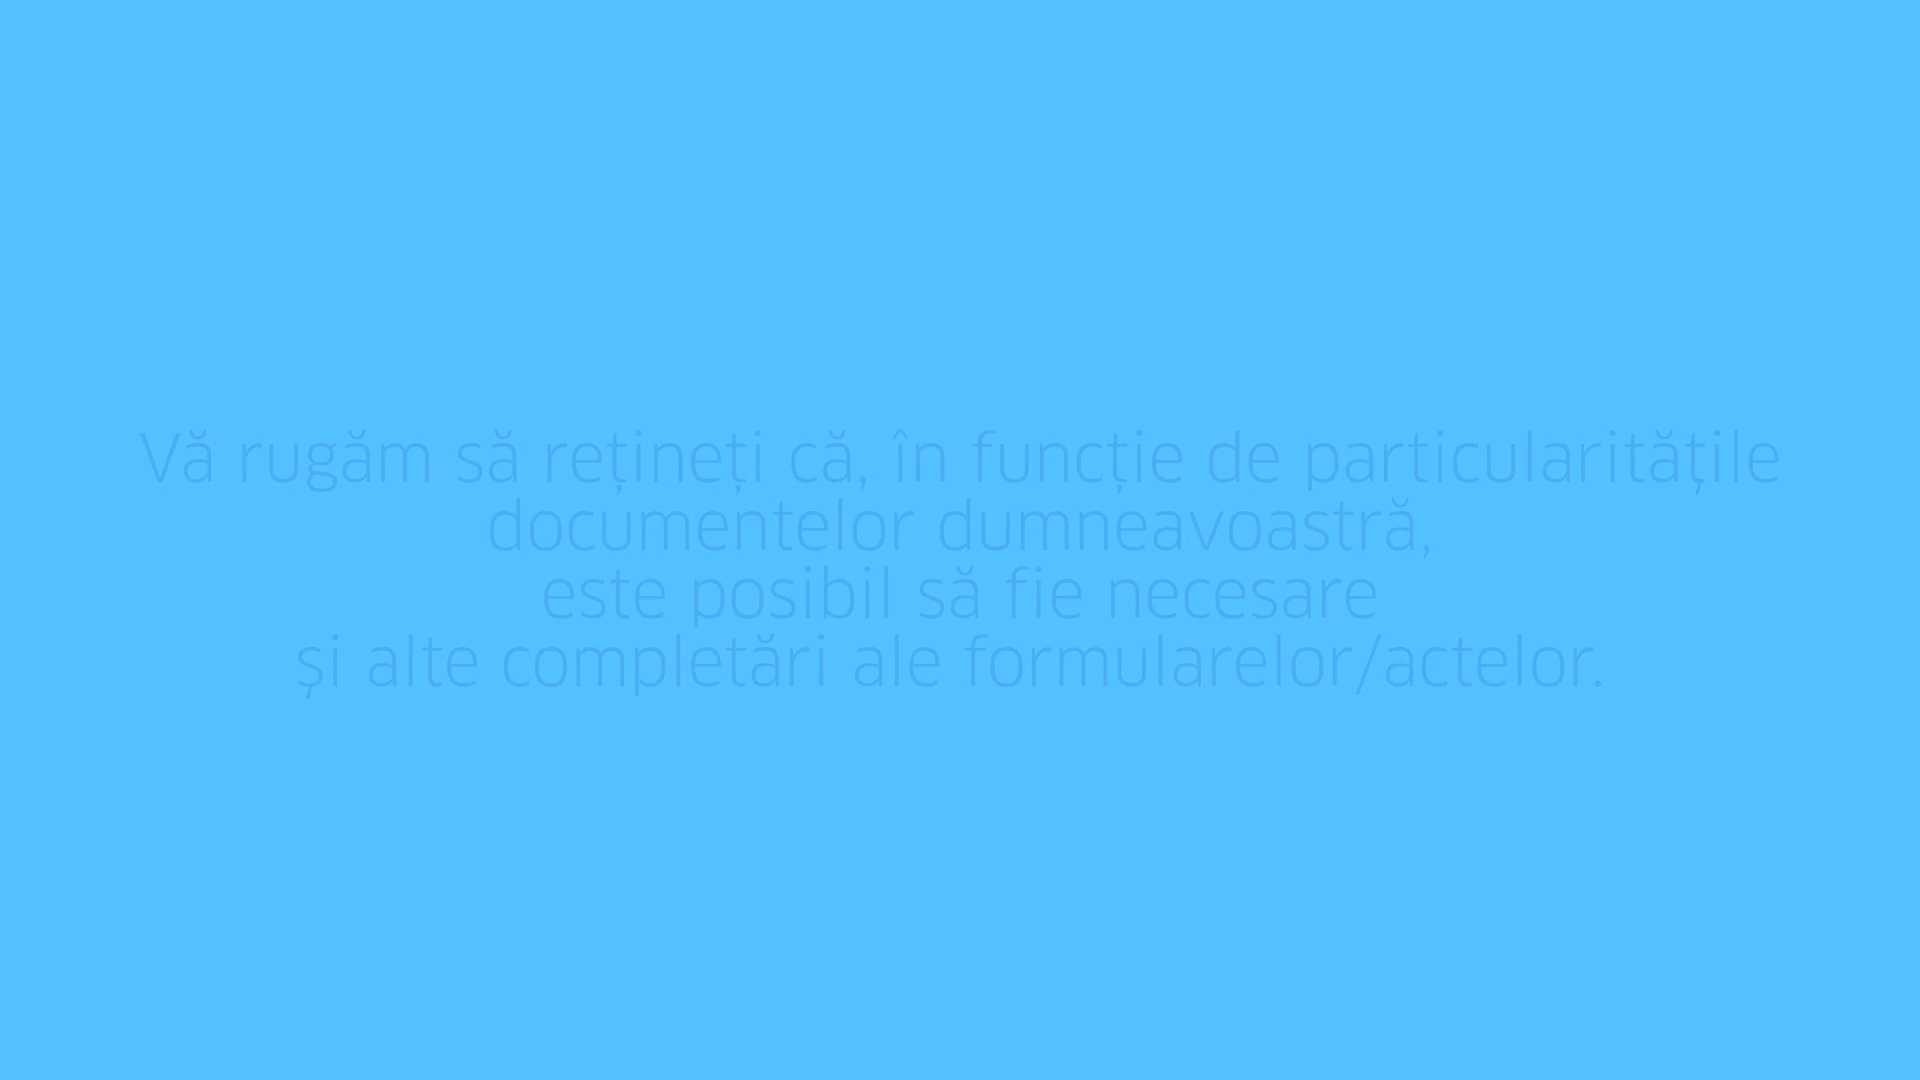 Vă rugăm să rețineți că, în funcție de particularitățile
documentelor dumneavoastră,
este posibil să fie necesare
și alte completări ale formularelor/actelor.